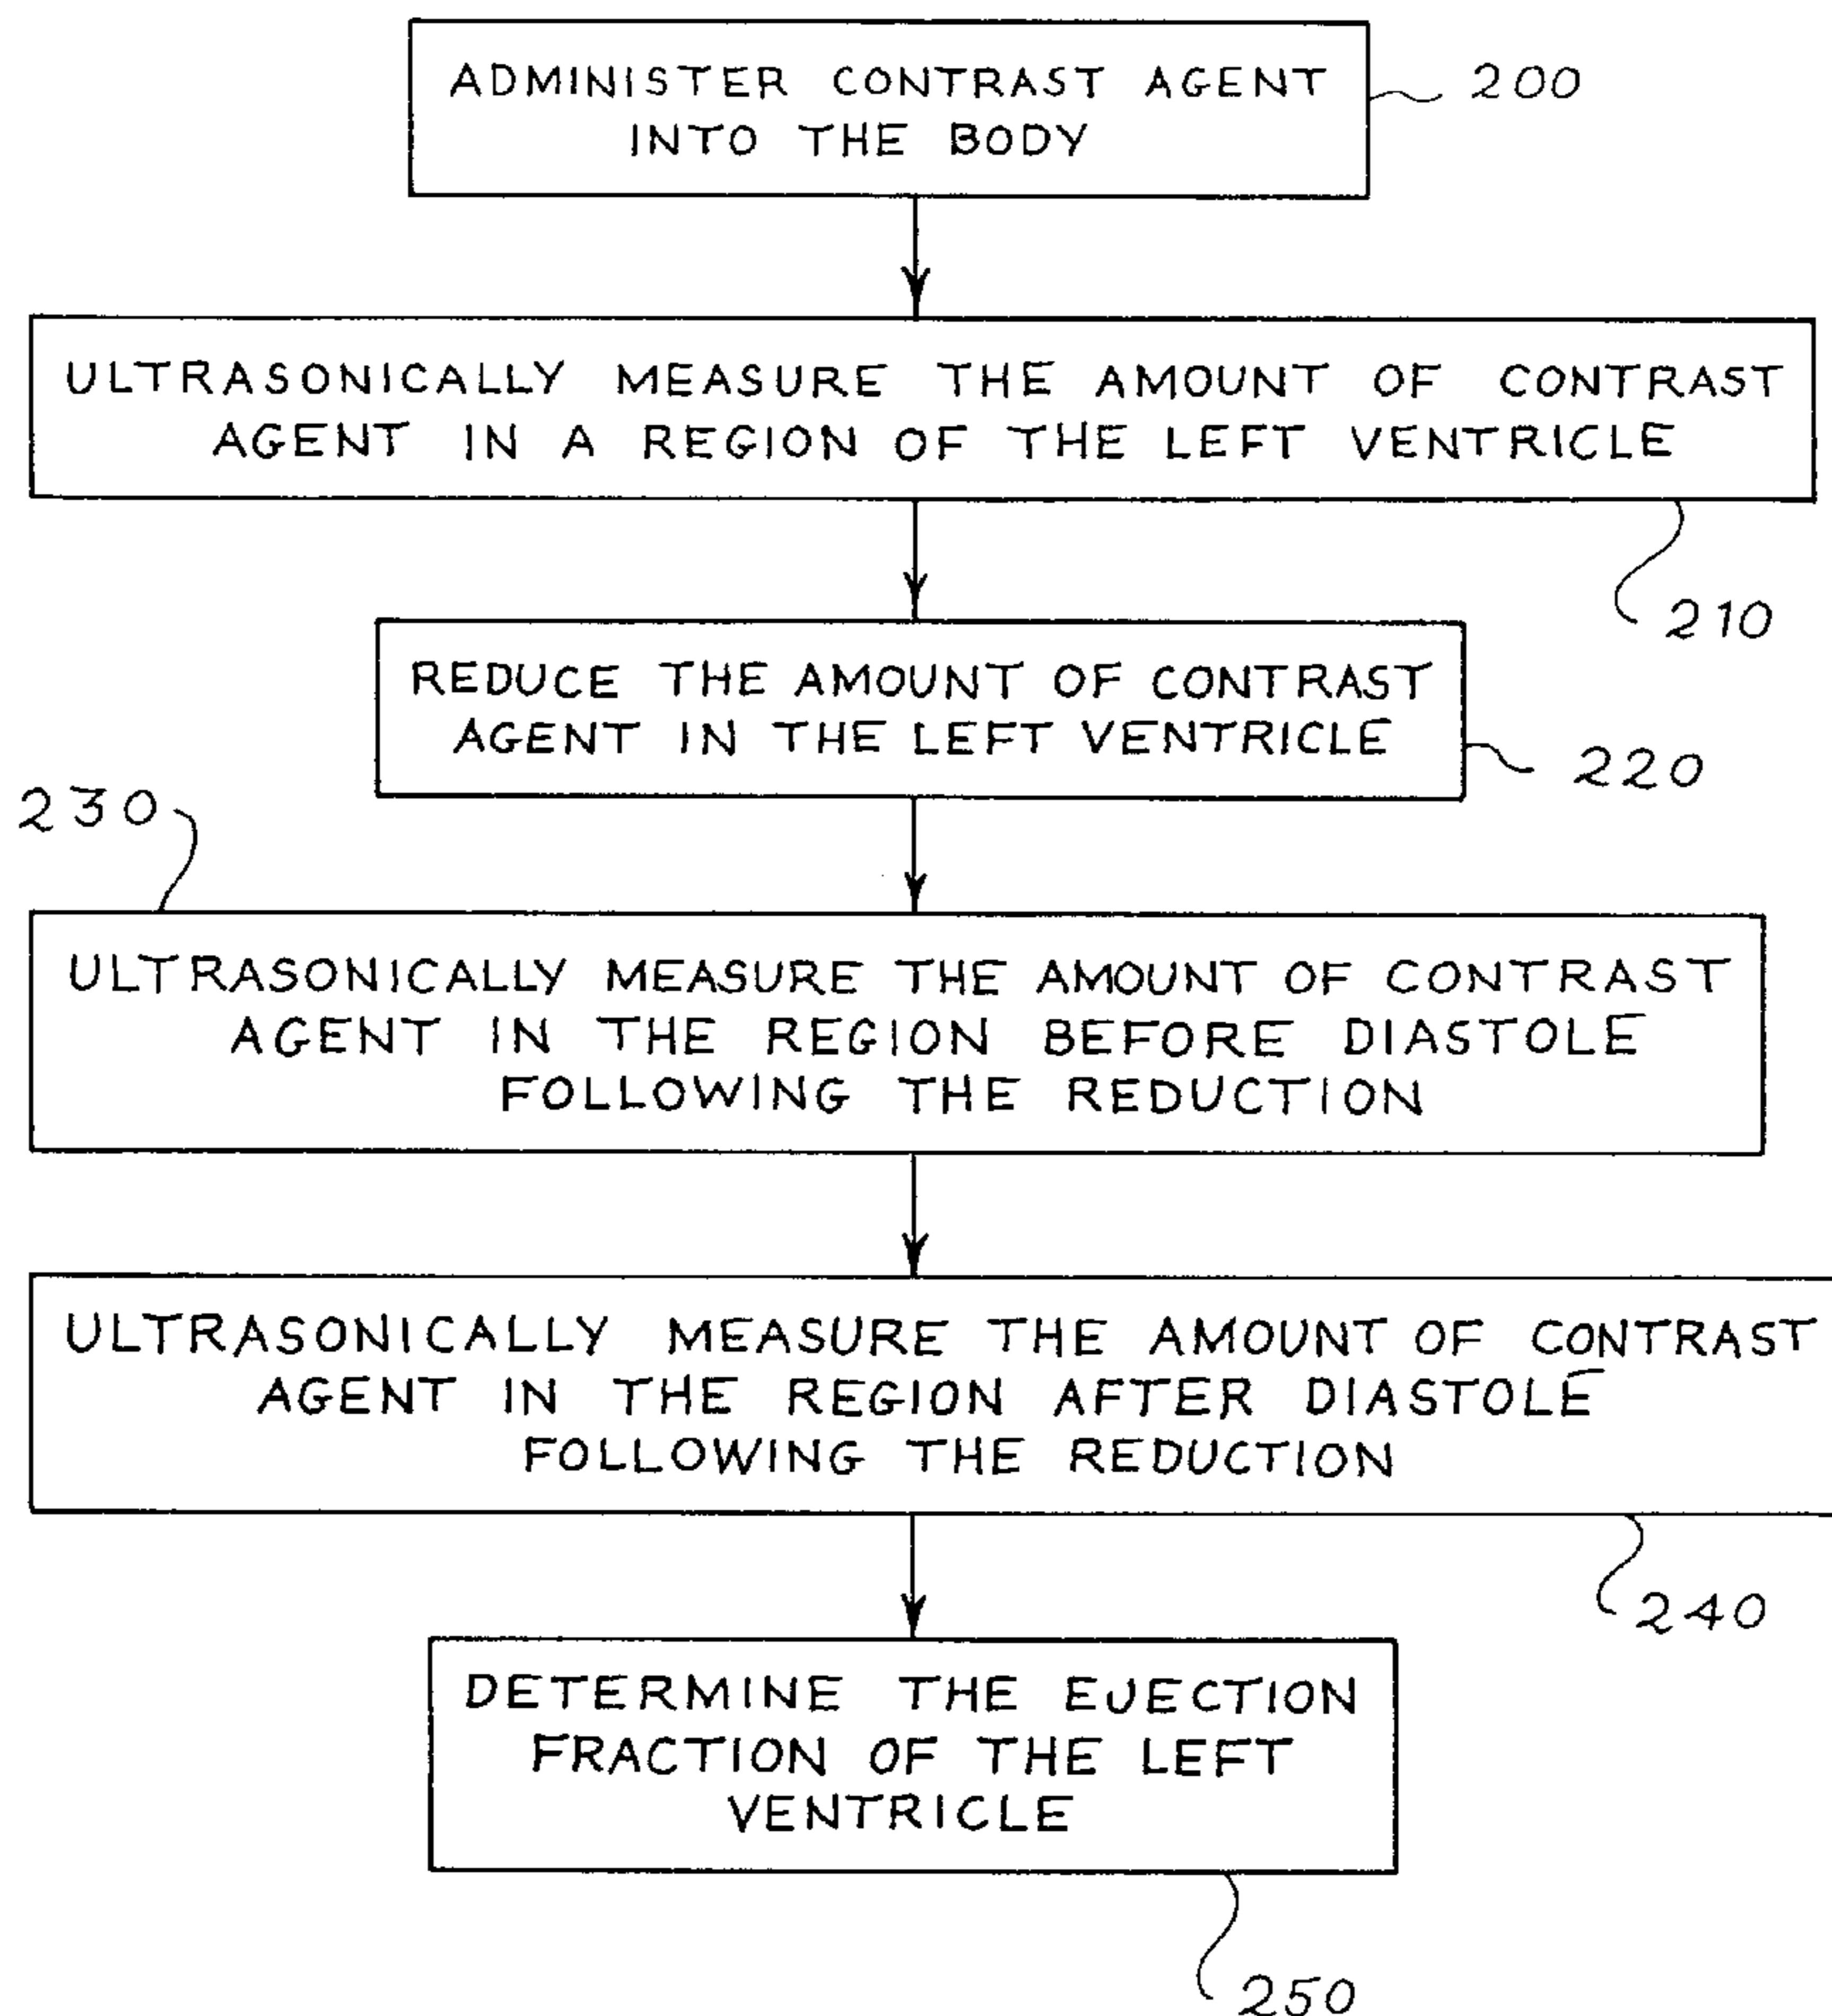 ADMINISTER CONTRAST AGENT
INTO THE BODY
200
ULTRASONICALLY MEASURE THE AMOUNT OF CONTRAST
AGENT IN A REGION OF THE LEFT VENTRICLE
210
REDUCE THE AMOUNT OF CONTRAST
AGENT IN THE LEFT VENTRICLE
220
230
ULTRASONICALLY MEASURE THE AMOUNT OF CONTRAST
AGENT IN THE REGION BEFORE DIASTOLE
FOLLOWING THE REDUCTION
ULTRASONICALLY MEASURE THE AMOUNT OF CONTRAST
AGENT IN THE REGION AFTER DIASTOLE
FOLLOWING THE REDUCTION
240
DETERMINE THE EJECTION
FRACTION OF THE LEFT
VENTRICLE
250